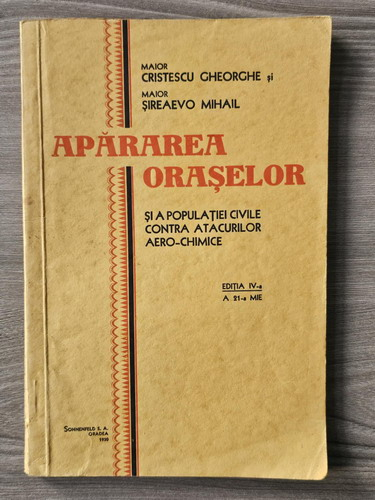 MAIOR
CRISTESCU GHEORGHE și
MAIOR
ȘIREAEVO MIHAIL
APĂRAREA
ORAȘELOR
ȘI A POPULAȚIEI CIVILE
CONTRA ATACURILOR
AERO-CHIMICE
EDIȚIA IV-a
A 21-a MIE
SONNENFELD S. A.
ORADEA
1939